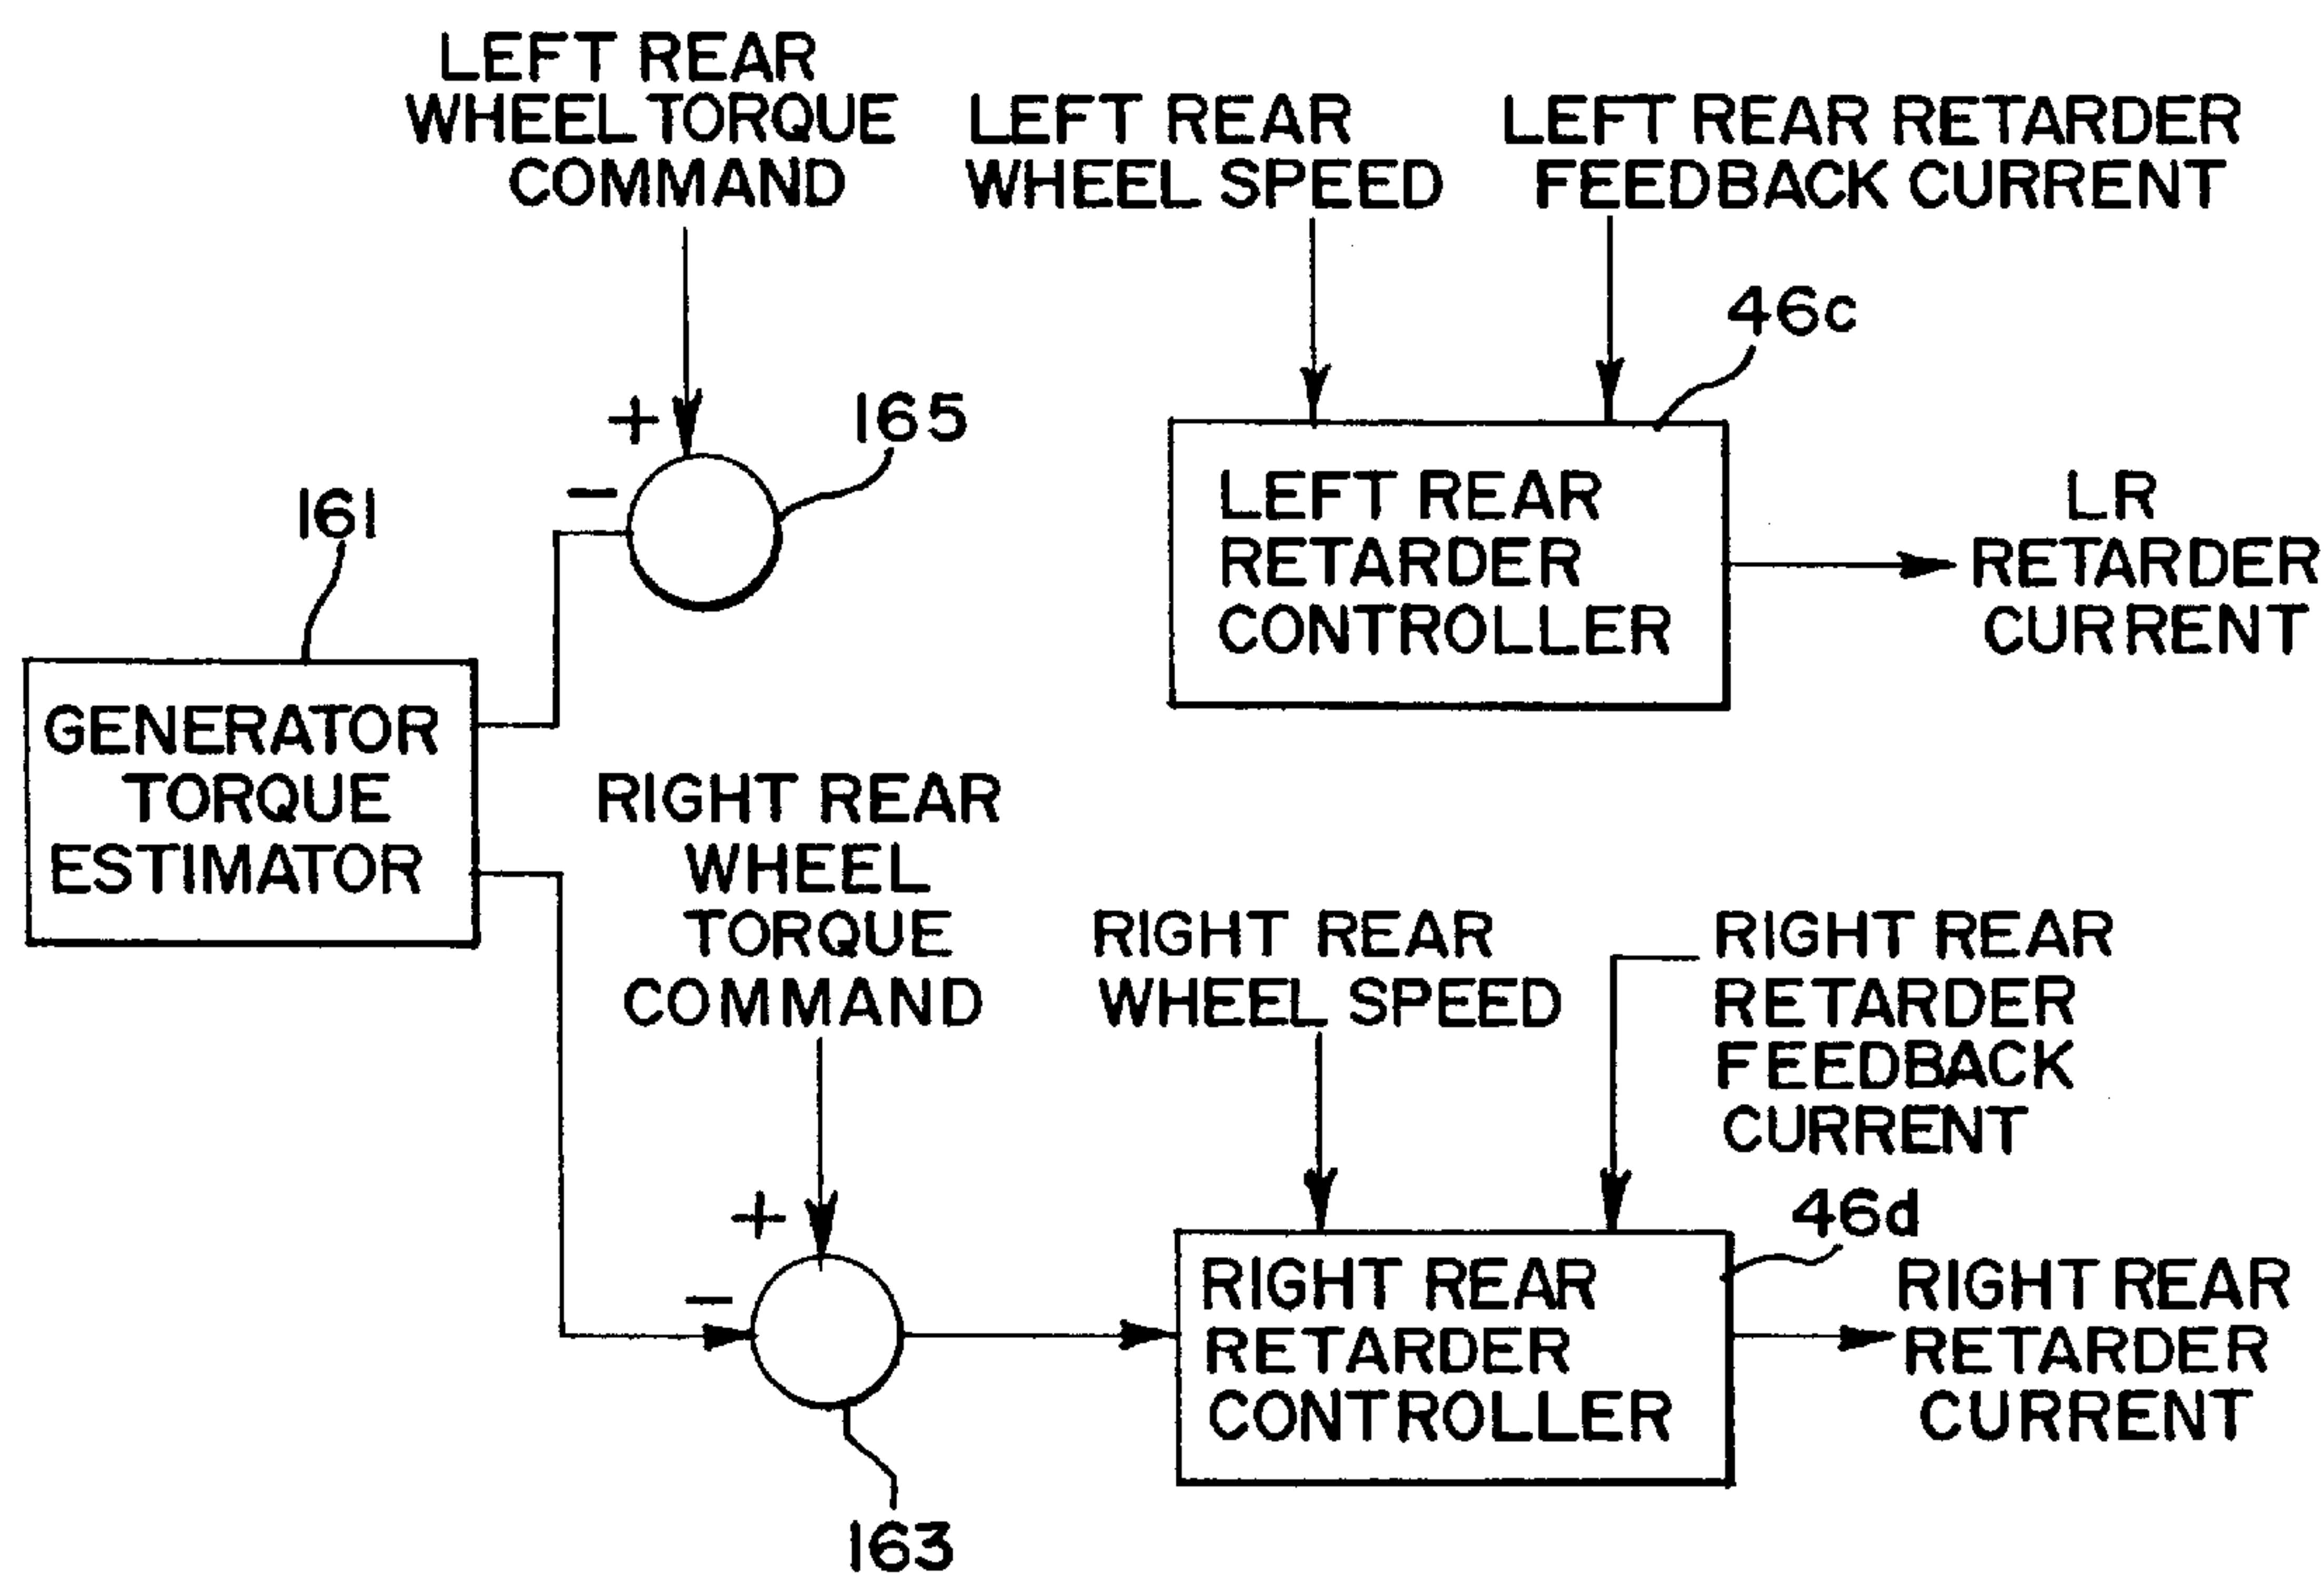 LEFT REAR
WHEEL TORQUE
COMMAND
LEFT REAR
WHEEL SPEED
LEFT REAR RETARDER
FEEDBACK CURRENT
46c
+
165
−
161
LEFT REAR
RETARDER
CONTROLLER
LR
RETARDER
CURRENT
GENERATOR
TORQUE
ESTIMATOR
RIGHT REAR
WHEEL
TORQUE
COMMAND
RIGHT REAR
WHEEL SPEED
RIGHT REAR
RETARDER
FEEDBACK
CURRENT
+
46d
−
RIGHT REAR
RETARDER
CONTROLLER
RIGHT REAR
RETARDER
CURRENT
163